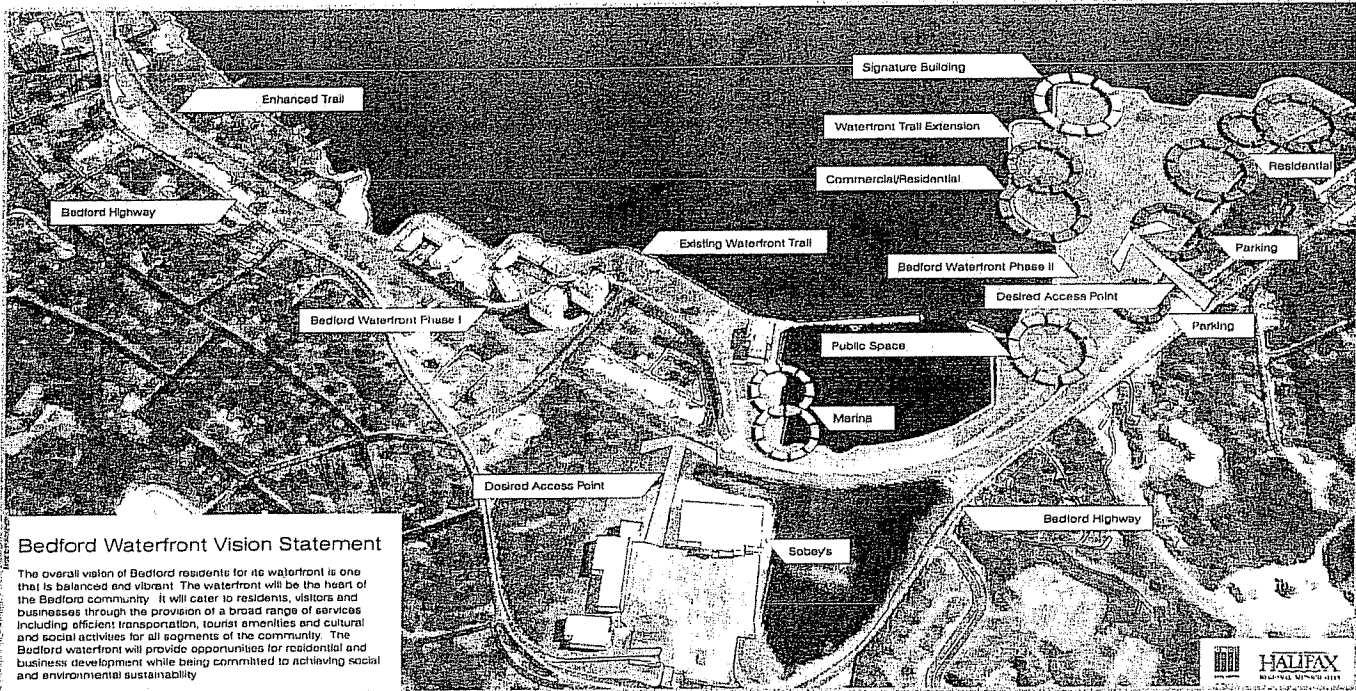 Signature Building
Enhanced Trail
Waterfront Trail Extension
Residential
Commercial/Residential
Bedford Highway
Existing Waterfront Trail
Parking
Bedford Waterfront Phase II
Desired Access Point
Bedford Waterfront Phase I
Parking
Public Space
Marina
Desired Access Point
Bedford Highway
Sobey's
Bedford Waterfront Vision Statement
The overall vision of Bedford residents for its waterfront is one
that is balanced and vibrant. The waterfront will be the heart of
the Bedford community. It will cater to residents, visitors and
businesses through the provision of a broad range of services
including efficient transportation, tourist amenities and cultural
and social activities for all segments of the community. The
Bedford waterfront will provide opportunities for residential and
business development while being committed to achieving social
and environmental sustainability
HALIFAX
REGIONAL MUNICIPALITY